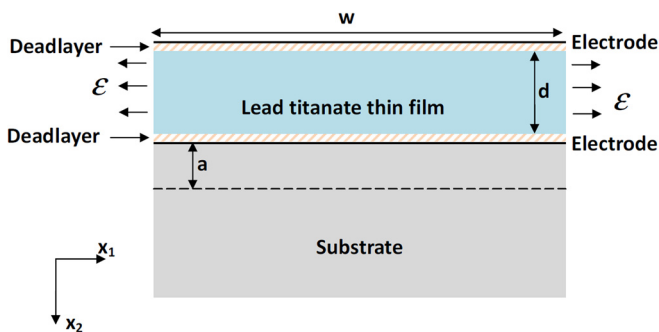 w
Deadlayer
Electrode
ℰ
d
ℰ
Lead titanate thin film
Deadlayer
Electrode
a
Substrate
x1
x2